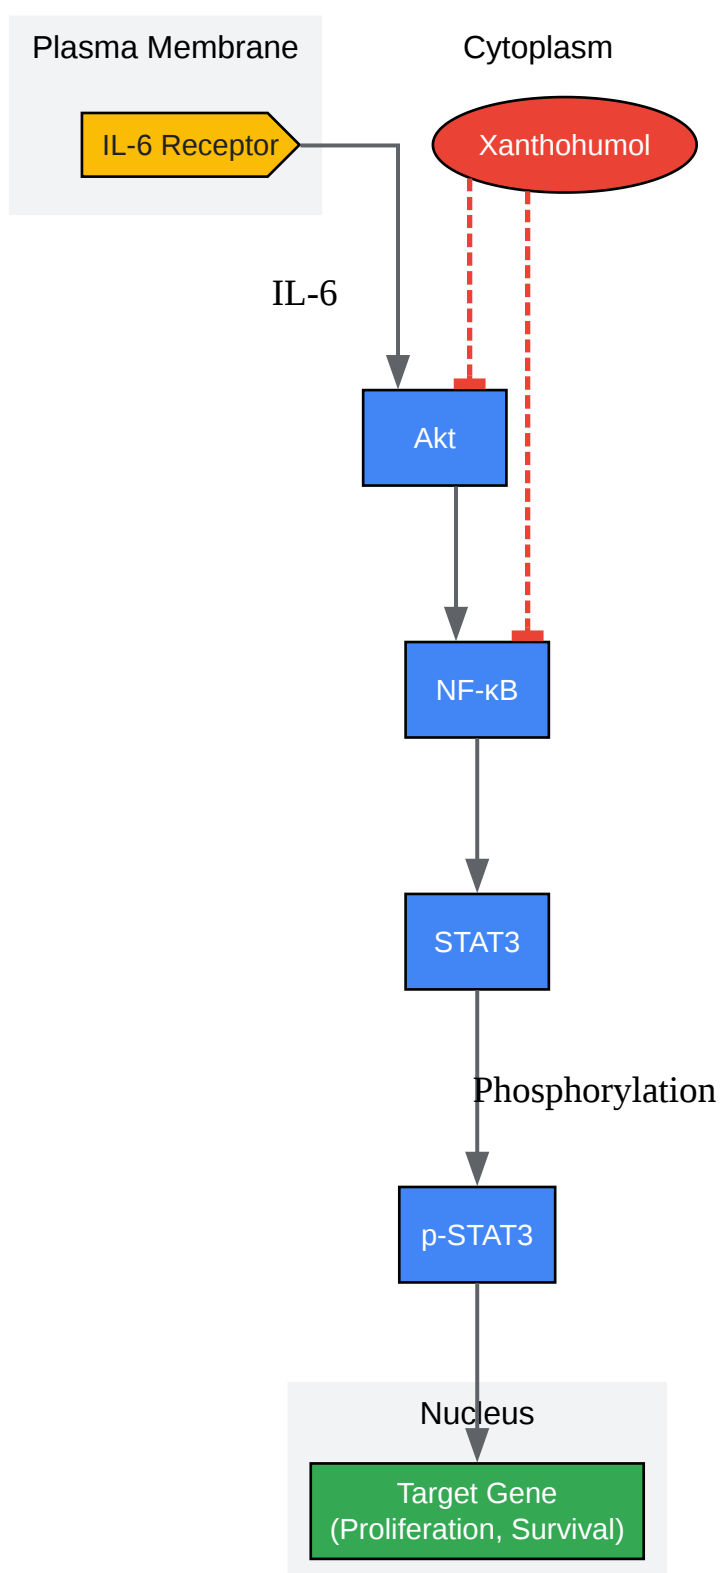 Plasma Membrane
Cytoplasm
IL-6 Receptor
Xanthohumol
IL-6
Akt
NF-κB
STAT3
Phosphorylation
p-STAT3
Nucleus
Target Gene
(Proliferation, Survival)